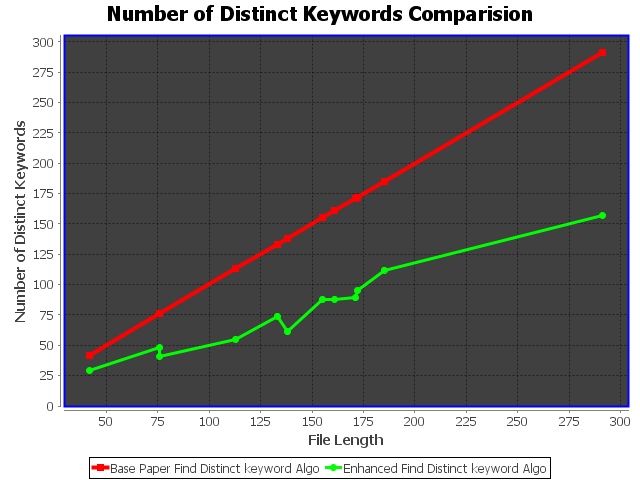 Number of Distinct Keywords Comparision
Number of Distinct Keywords
300
275
250
225
200
175
150
125
100
75
50
25
0
50 75 100 125 150 175 200 225 250 275 300
File Length
Base Paper Find Distinct keyword Algo Enhanced Find Distinct keyword Algo